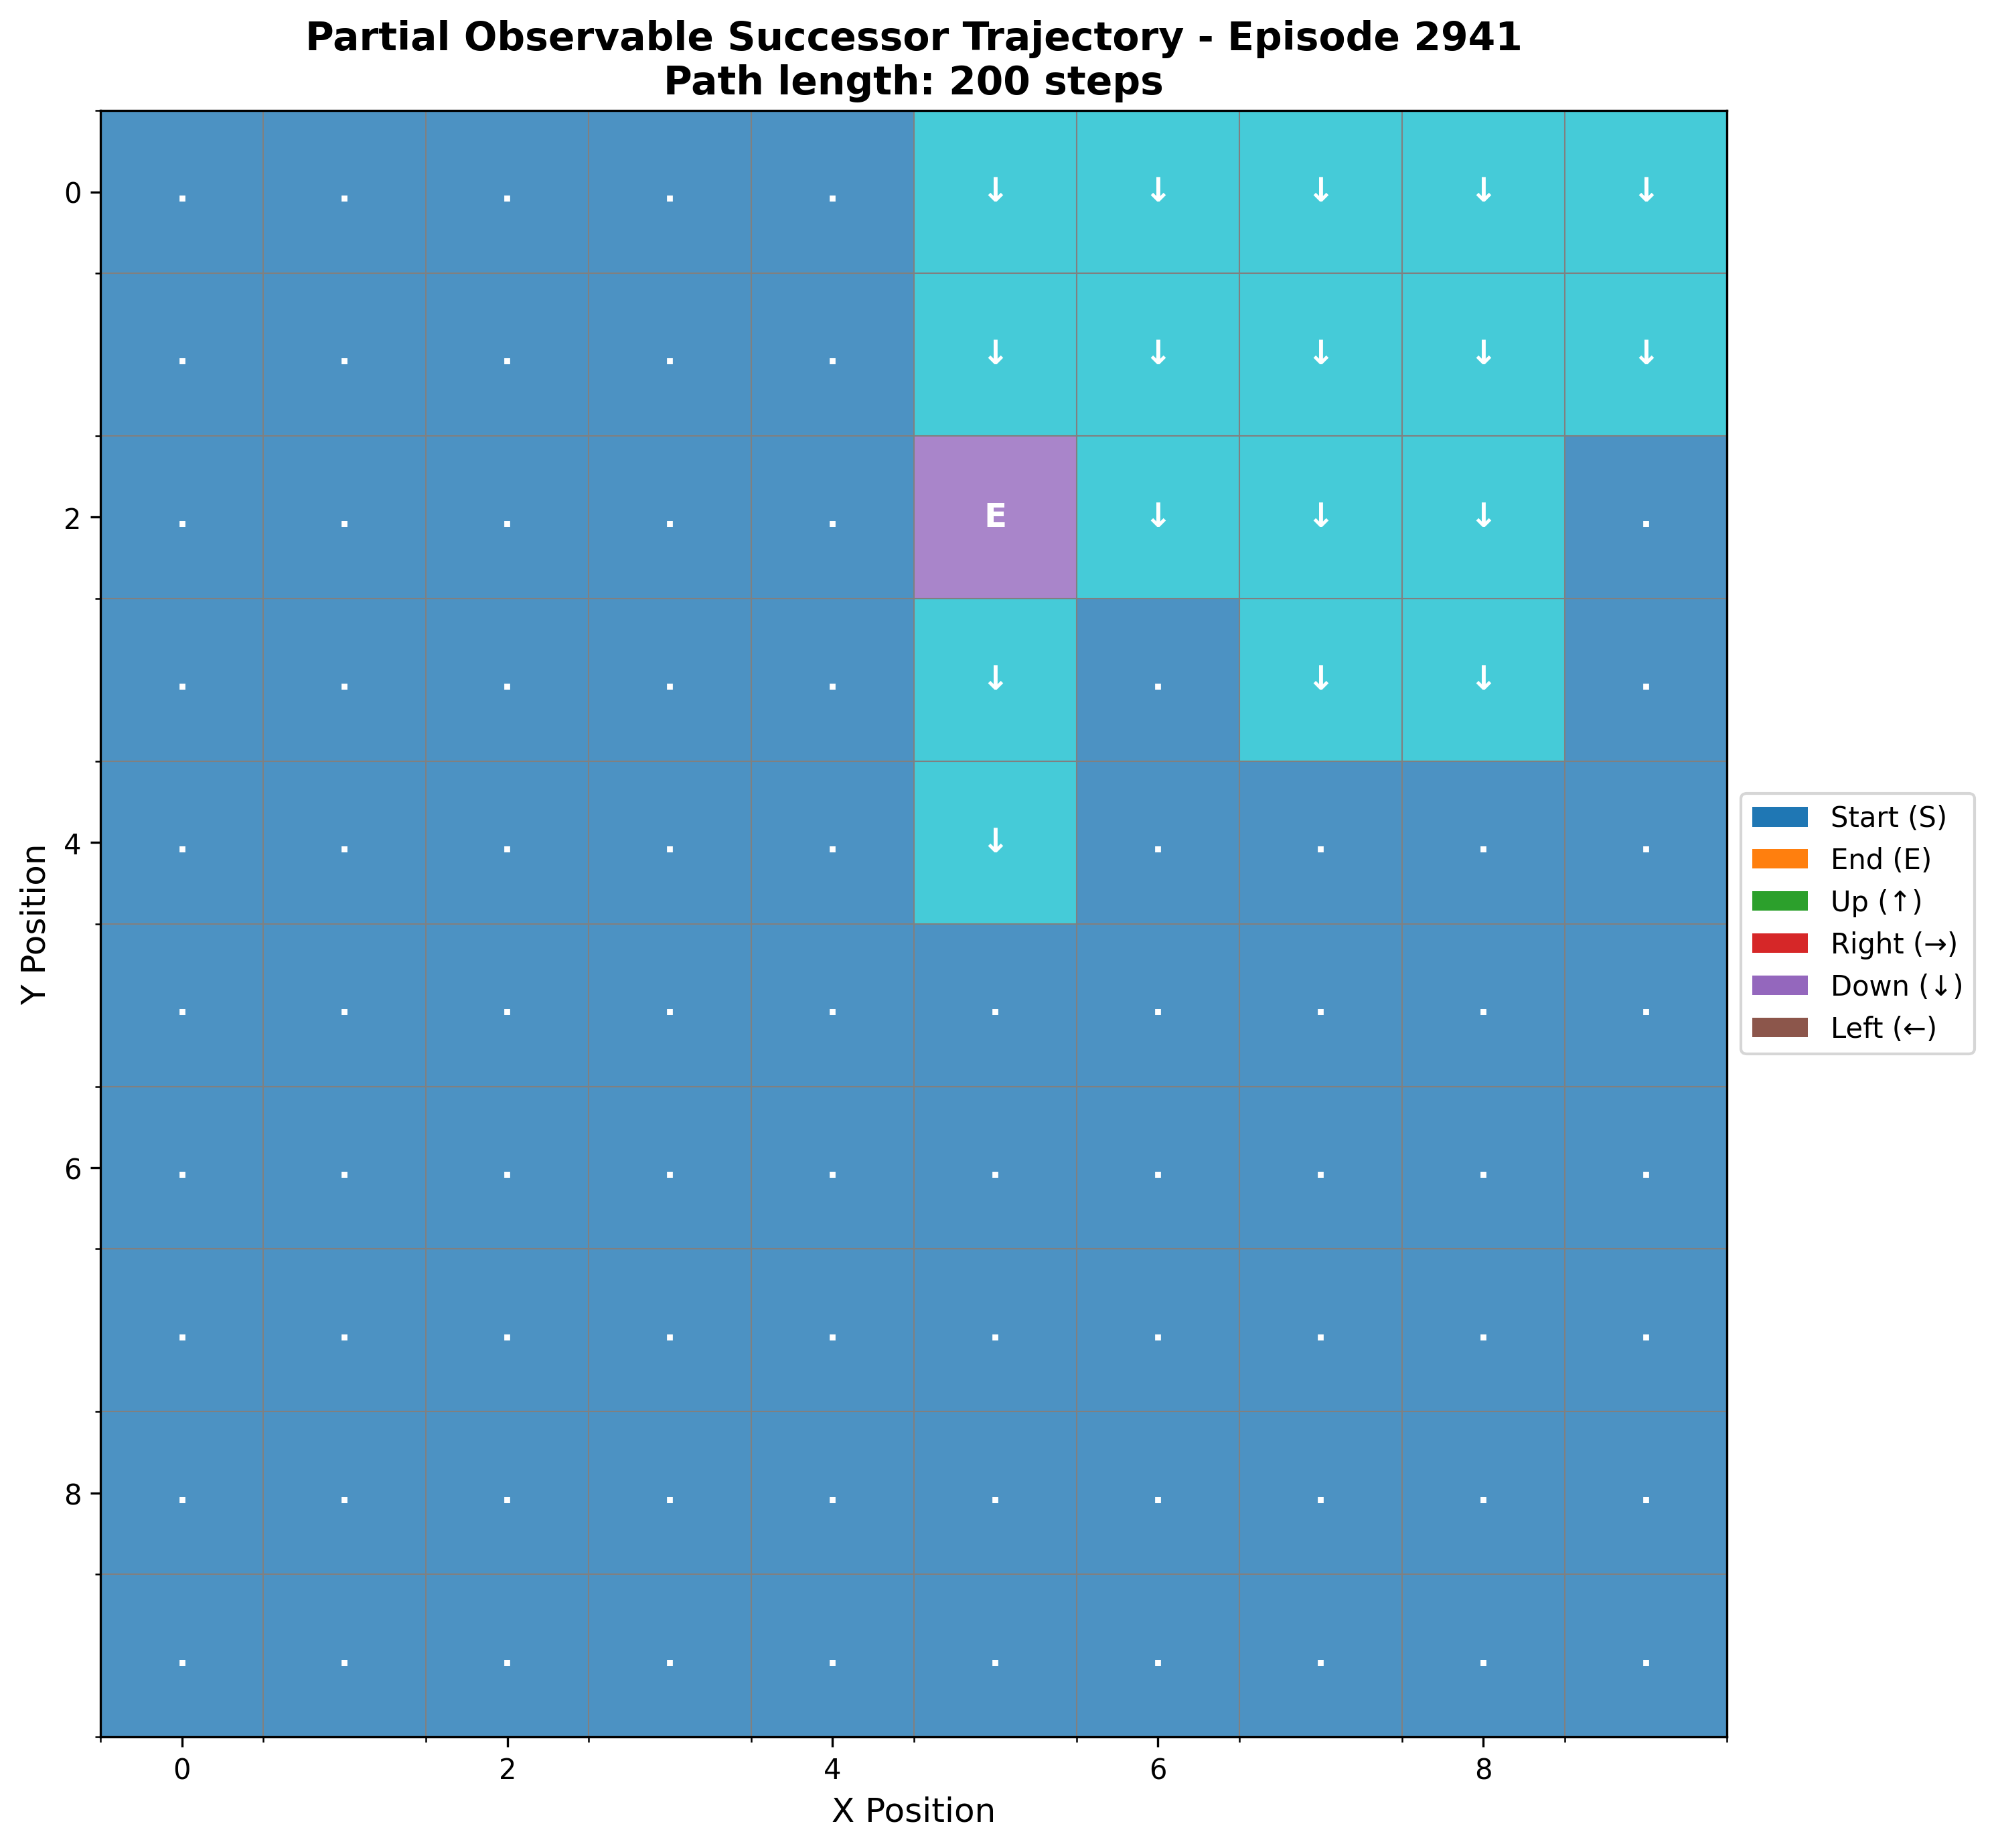 Partial Observable Successor Trajectory - Episode 2941
Path length: 200 steps
0 . . . . . ↓ ↓ ↓ ↓ ↓
. . . . . ↓ ↓ ↓ ↓ ↓
2 . . . . . E ↓ ↓ ↓ .
. . . . . ↓ . ↓ ↓ .
4 . . . . . ↓ . . . .
. . . . . . . . . .
6 . . . . . . . . . .
. . . . . . . . . .
8 . . . . . . . . . .
. . . . . . . . . .
0 2 4 6 8
X Position
Y Position
Start (S)
End (E)
Up (↑)
Right (→)
Down (↓)
Left (←)